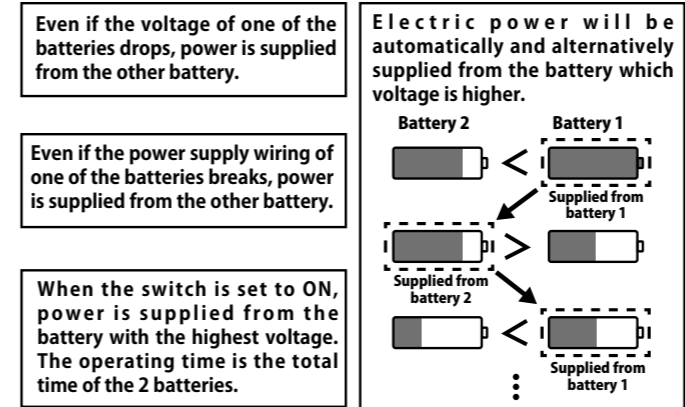 Even if the voltage of one of the
batteries drops, power is supplied
from the other battery.
Even if the power supply wiring of
one of the batteries breaks, power
is supplied from the other battery.
When the switch is set to ON,
power is supplied from the
battery with the highest voltage.
The operating time is the total
time of the 2 batteries.
Electric power will be
automatically and alternatively
supplied from the battery which
voltage is higher.
Battery 2 Battery 1
<
Supplied from
battery 1
>
Supplied from
battery 2
<
Supplied from
battery 1